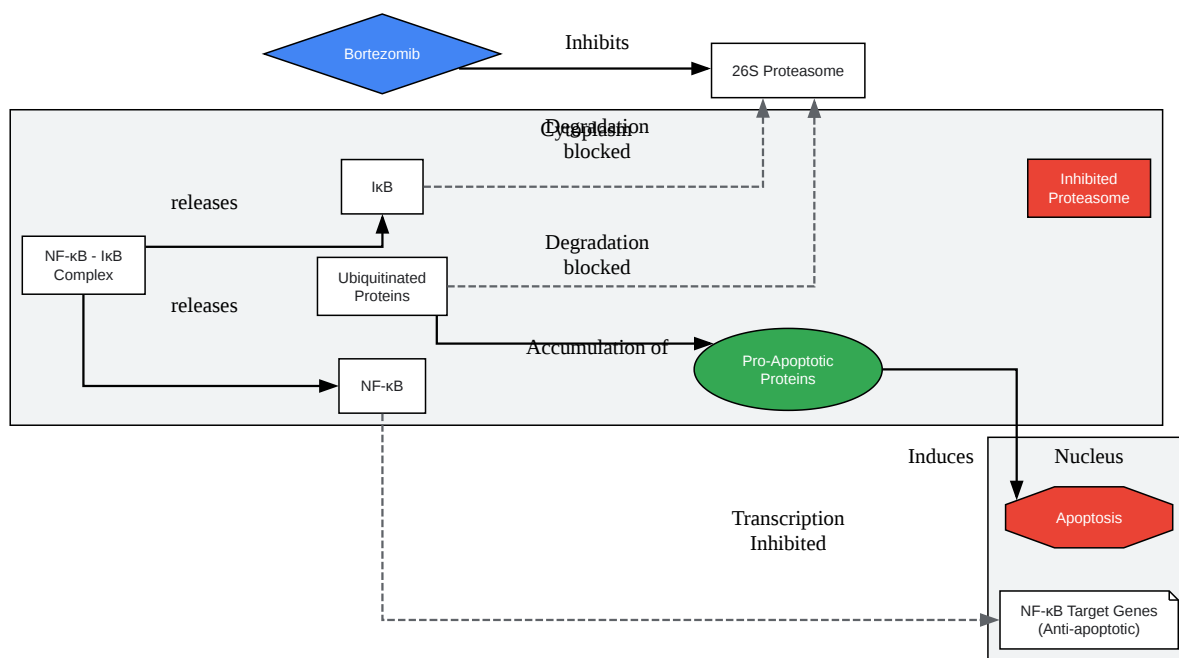 Bortezomib
Inhibits
26S Proteasome
Cytoplasm
Degradation
blocked
IκB
Inhibited
Proteasome
releases
NF-κB - IκB
Complex
Degradation
blocked
Ubiquitinated
Proteins
releases
Accumulation of
Pro-Apoptotic
Proteins
NF-κB
Induces
Nucleus
Transcription
Inhibited
Apoptosis
NF-κB Target Genes
(Anti-apoptotic)